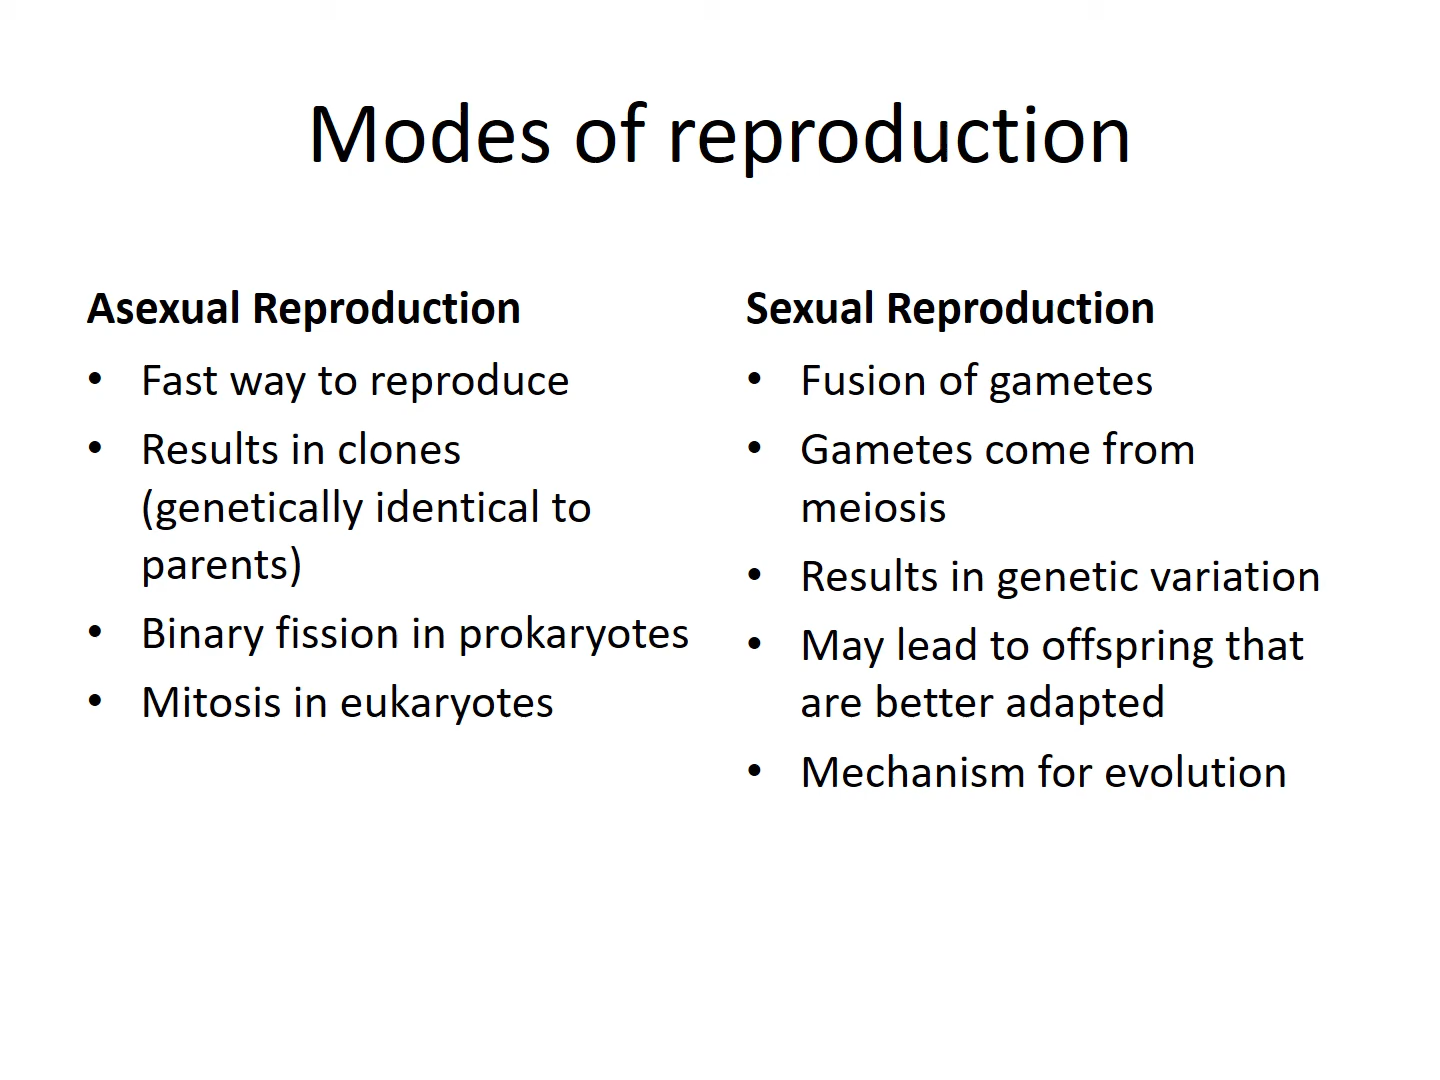 Modes of reproduction
Asexual Reproduction
• Fast way to reproduce
• Results in clones
(genetically identical to
parents)
• Binary fission in prokaryotes
• Mitosis in eukaryotes
Sexual Reproduction
• Fusion of gametes
• Gametes come from
meiosis
• Results in genetic variation
• May lead to offspring that
are better adapted
• Mechanism for evolution